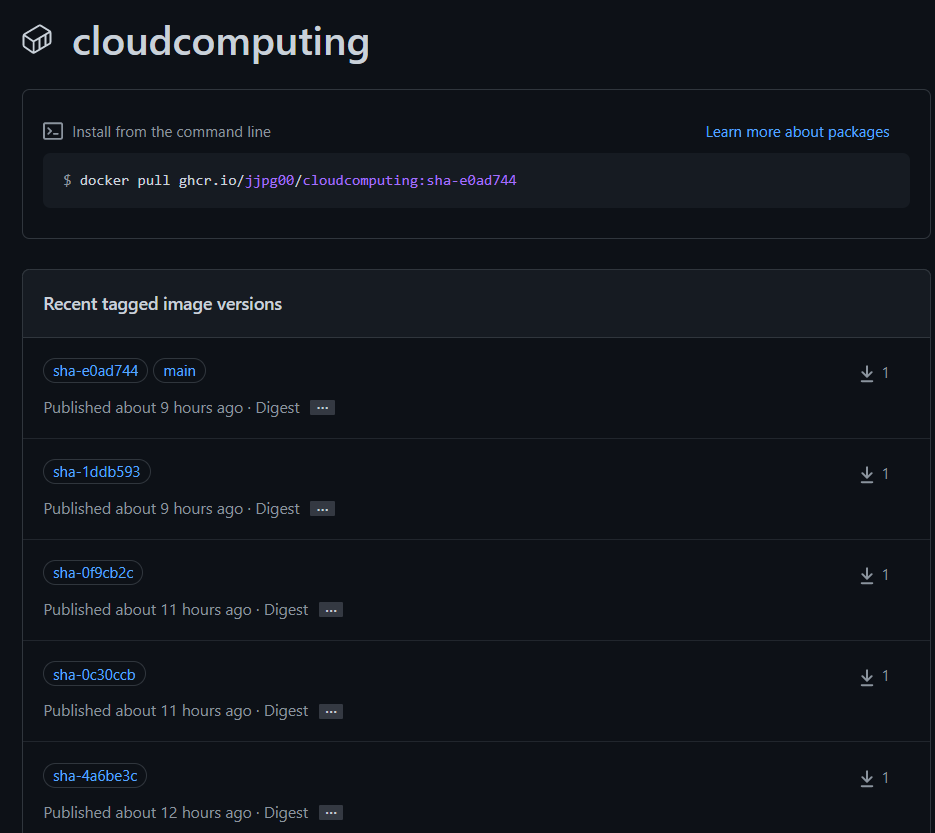 cloudcomputing
Install from the command line Learn more about packages
$ docker pull ghcr.io/jjpg00/cloudcomputing:sha-e0ad744
Recent tagged image versions
sha-e0ad744 main 1
Published about 9 hours ago · Digest ...
sha-1ddb593 1
Published about 9 hours ago · Digest ...
sha-0f9cb2c 1
Published about 11 hours ago · Digest ...
sha-0c30ccb 1
Published about 11 hours ago · Digest ...
sha-4a6be3c 1
Published about 12 hours ago · Digest ...